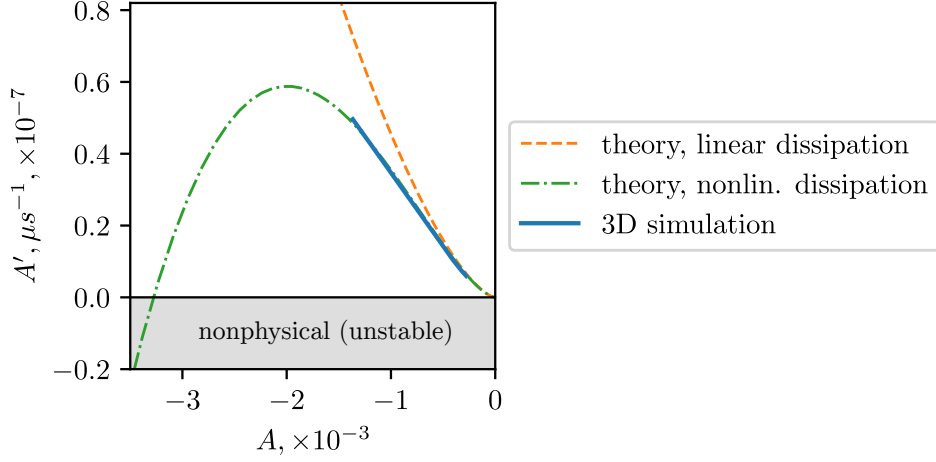 0.8
0.6
0.4
0.2
0.0
−0.2
A′, μs⁻¹, ×10⁻⁷
nonphysical (unstable)
−3 −2 −1 0
A, ×10⁻³
theory, linear dissipation
theory, nonlin. dissipation
3D simulation